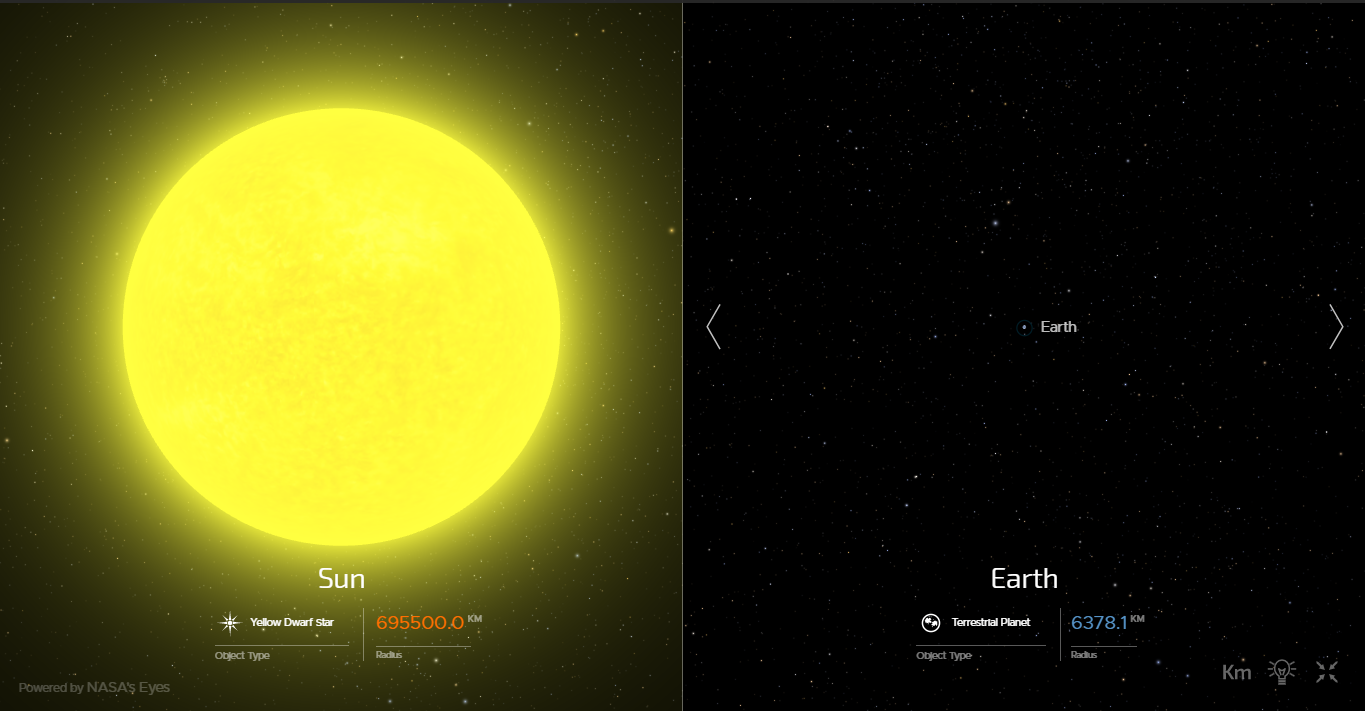 Earth
Sun
Yellow Dwarf Star
695500.0 KM
Object Type
Radius
Powered by NASA's Eyes
Earth
Terrestrial Planet
6378.1 KM
Object Type
Radius
Km